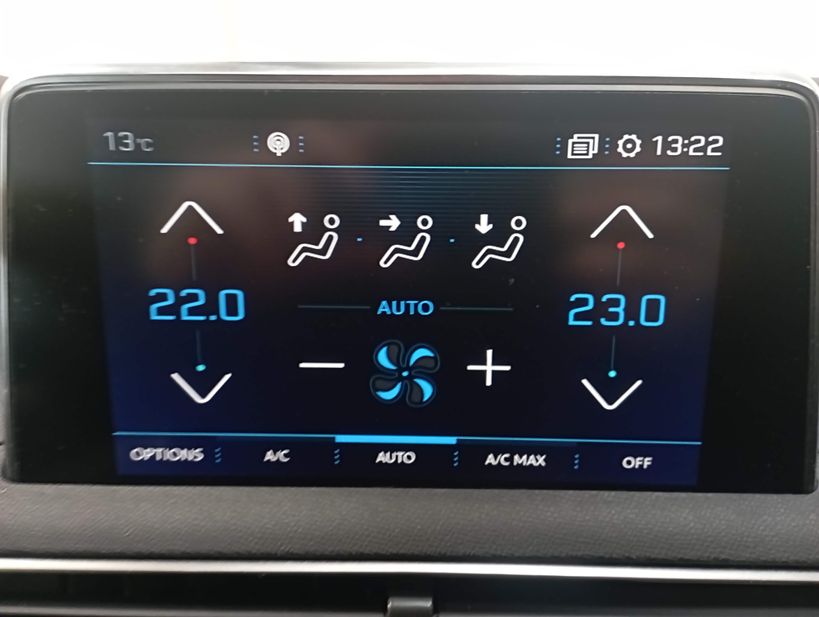 13°C 13:22
22.0 AUTO 23.0
OPTIONS A/C AUTO A/C MAX OFF